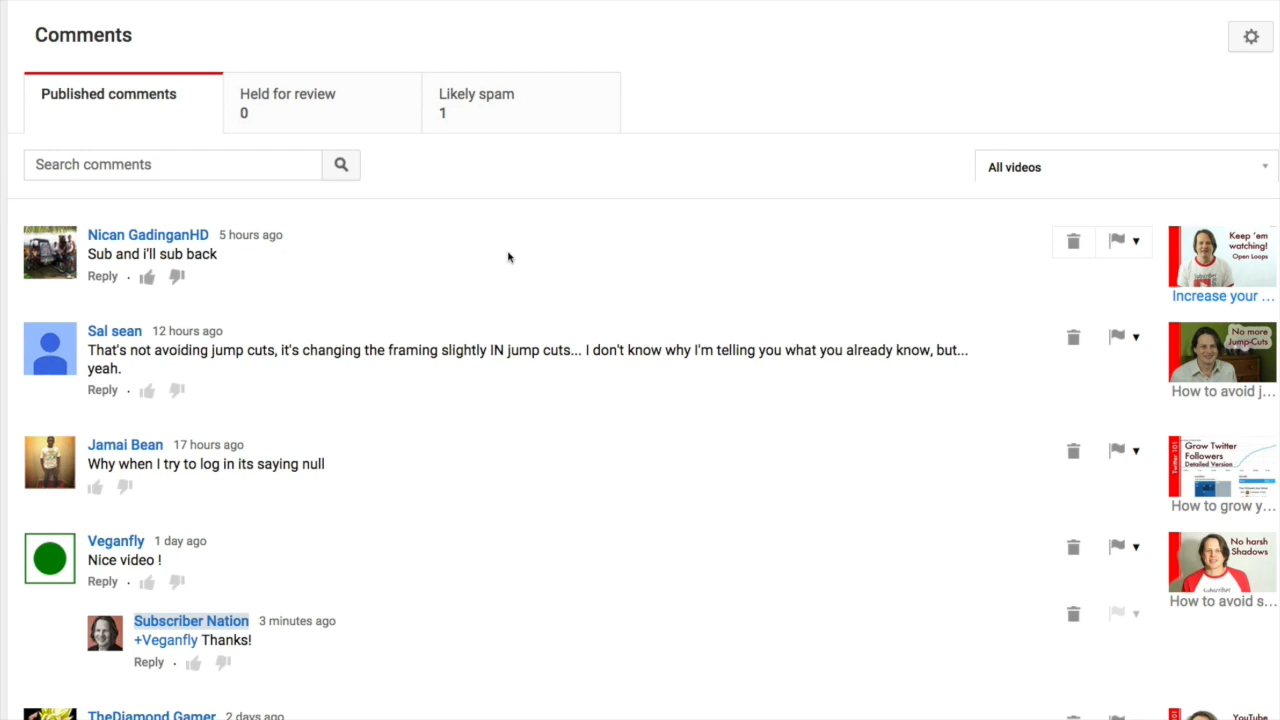 Comments
Published comments
Held for review
0
Likely spam
1
Search comments
All videos
Nican GadinganHD 5 hours ago
Sub and i'll sub back
Reply
Keep 'em
watching!
Open Loops
Increase your ...
Sal sean 12 hours ago
That's not avoiding jump cuts, it's changing the framing slightly IN jump cuts... I don't know why I'm telling you what you already know, but...
yeah.
Reply
No more
Jump-Cuts
How to avoid j...
Jamai Bean 17 hours ago
Why when I try to log in its saying null
Twitter 101
Grow Twitter
Followers
Detailed Version
How to grow y...
Veganfly 1 day ago
Nice video !
Reply
No harsh
Shadows
How to avoid s...
Subscriber Nation 3 minutes ago
+Veganfly Thanks!
Reply
TheDiamond Gamer 2 days ago
YouTube